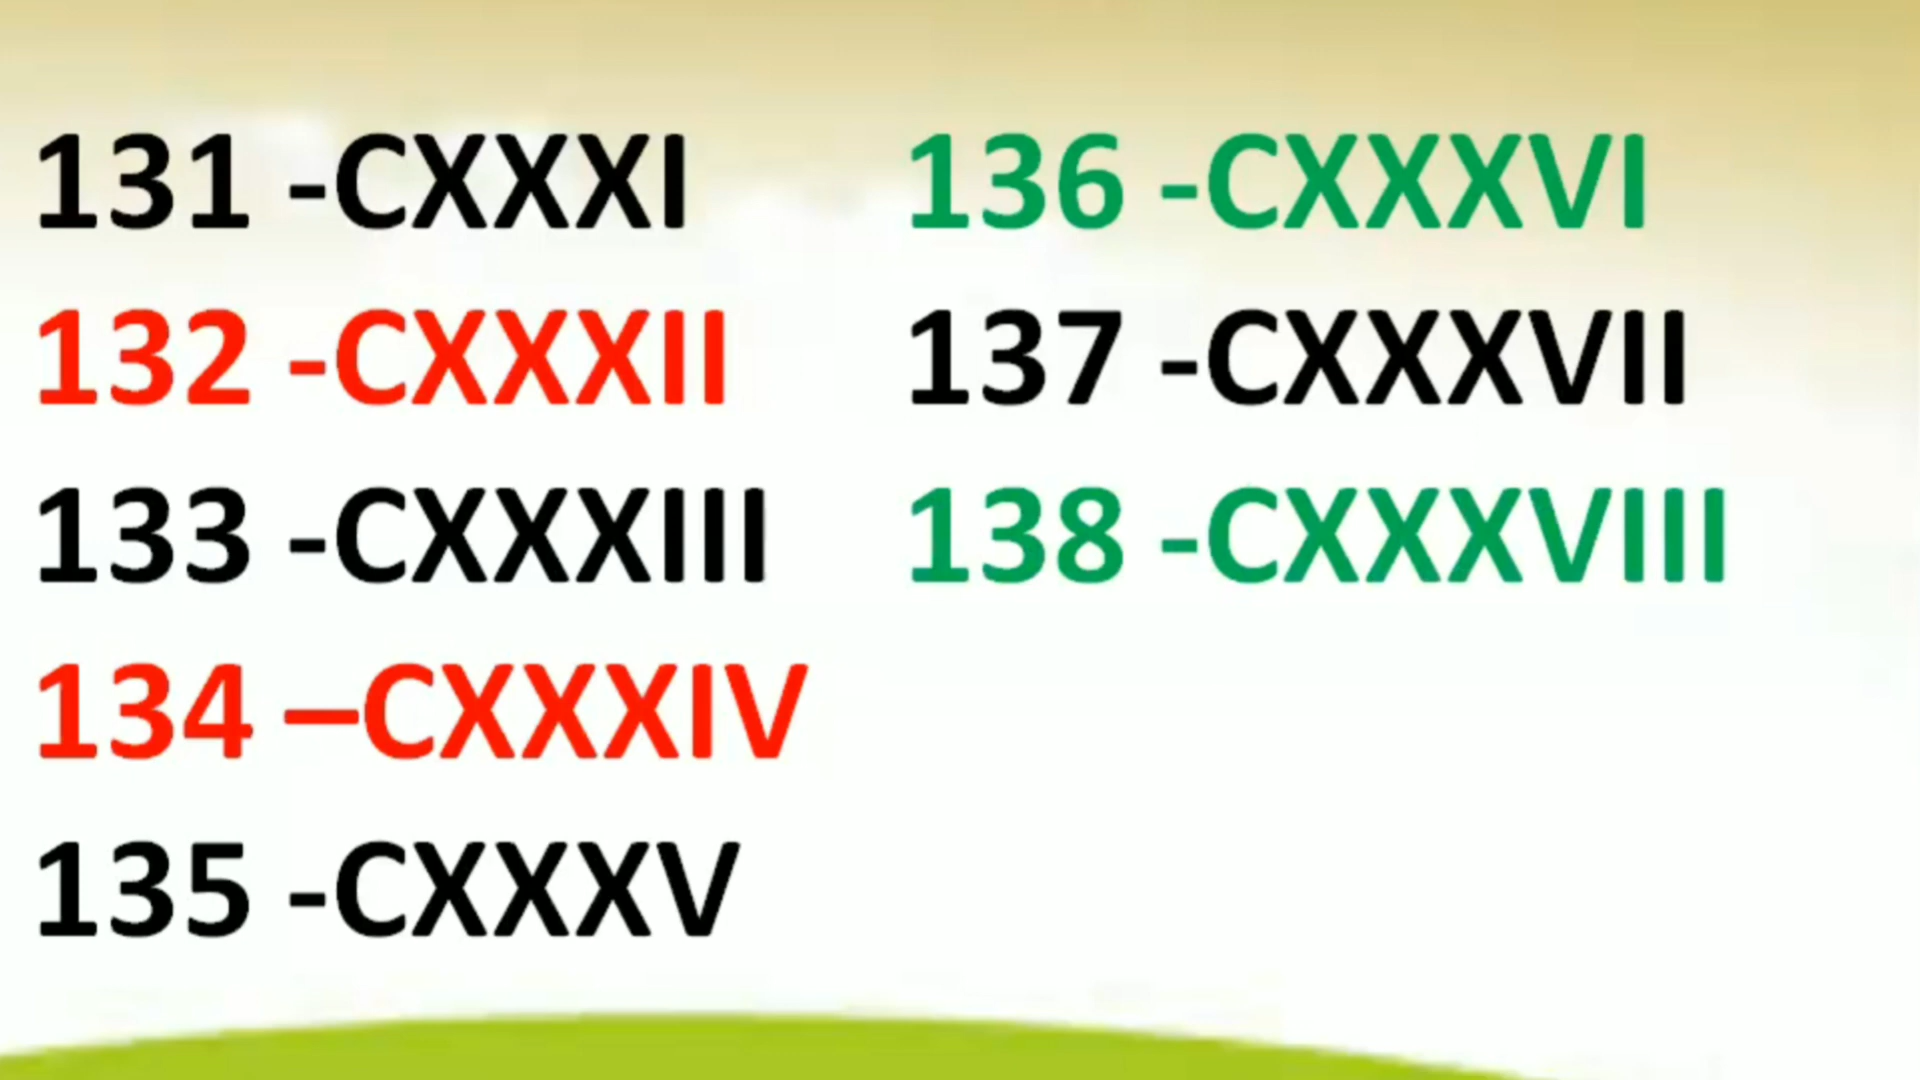 131 -CXXXI
132 -CXXXII
133 -CXXXIII
134 –CXXXIV
135 -CXXXV
136 -CXXXVI
137 -CXXXVII
138 -CXXXVIII